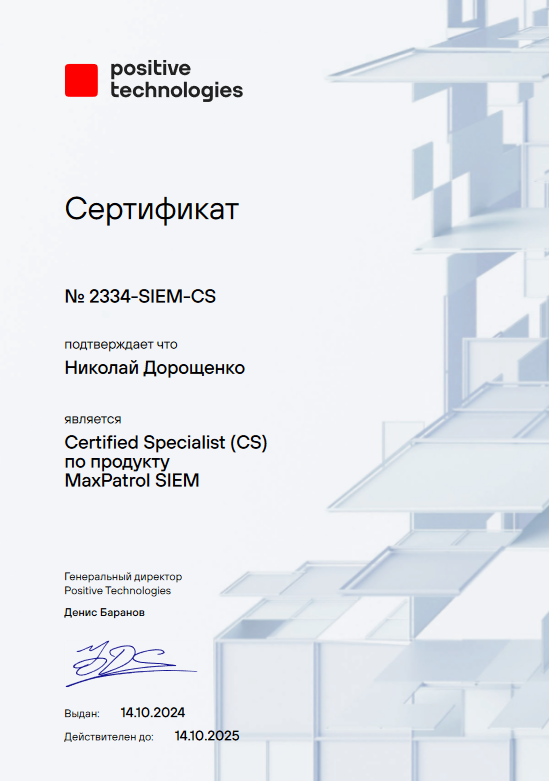 positive
technologies
Сертификат
№ 2334-SIEM-CS
подтверждает что
Николай Дорощенко
является
Certified Specialist (CS)
по продукту
MaxPatrol SIEM
Генеральный директор
Positive Technologies
Денис Баранов
Выдан: 14.10.2024
Действителен до: 14.10.2025